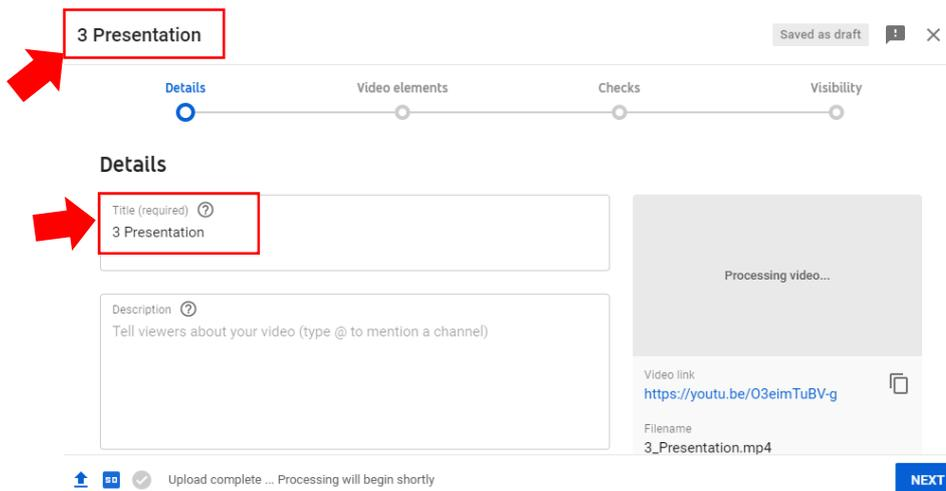 3 Presentation
Saved as draft
Details
Video elements
Checks
Visibility
Details
Title (required)
3 Presentation
Description
Tell viewers about your video (type @ to mention a channel)
Processing video...
Video link
https://youtu.be/O3eimTuBV-g
Filename
3_Presentation.mp4
SD
Upload complete ... Processing will begin shortly
NEXT